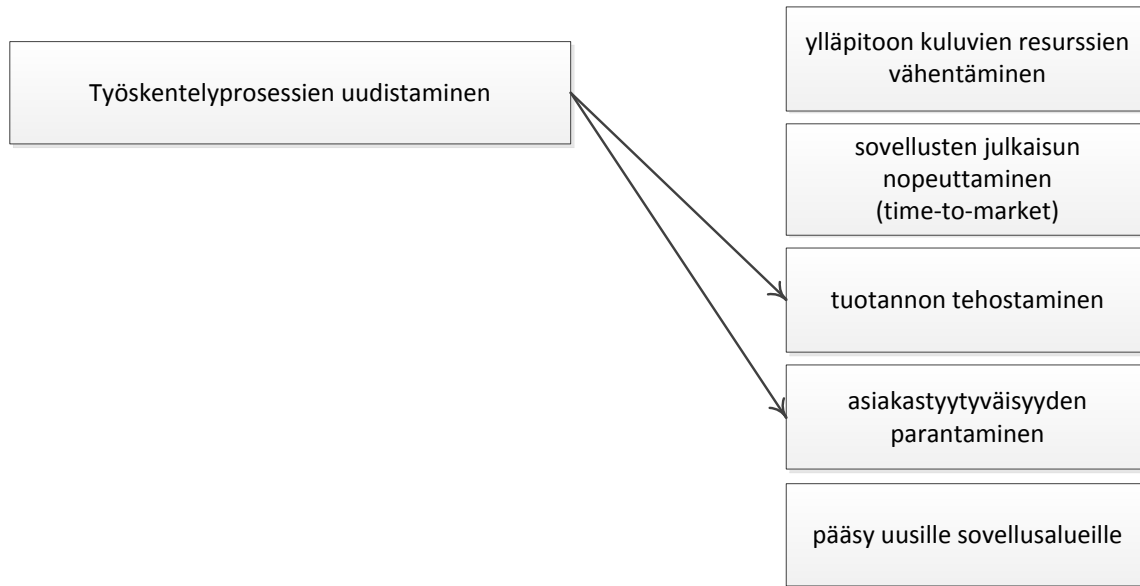 Työskentelyprosessien uudistaminen
ylläpitoon kuluvien resurssien
vähentäminen
sovellusten julkaisun
nopeuttaminen
(time-to-market)
tuotannon tehostaminen
asiakastyytyväisyyden
parantaminen
pääsy uusille sovellusalueille